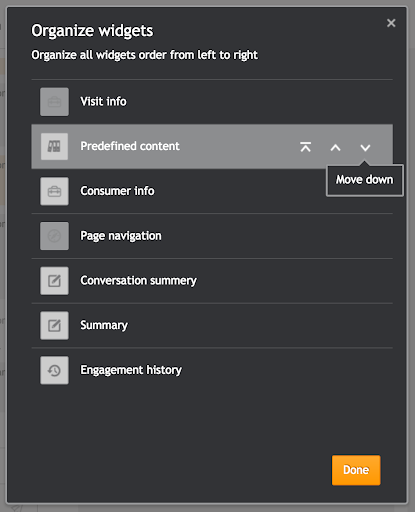 Organize widgets
Organize all widgets order from left to right
Visit info
Predefined content
Move down
Consumer info
Page navigation
Conversation summery
Summary
Engagement history
Done